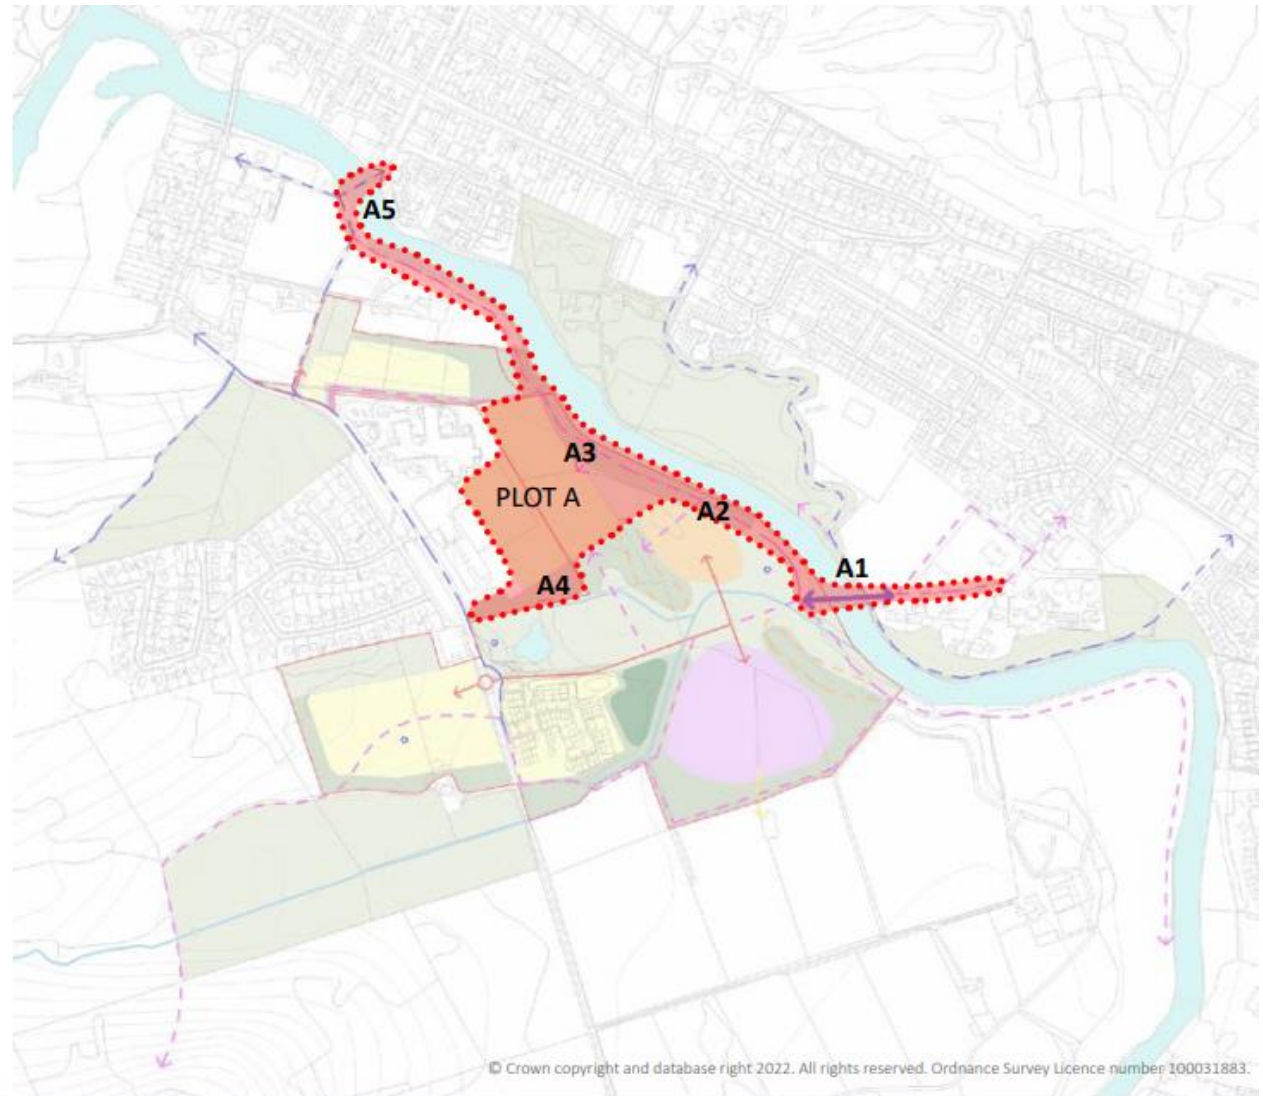 A5
A3
PLOT A
A2
A1
A4
© Crown copyright and database right 2022. All rights reserved. Ordnance Survey Licence number 100031883.